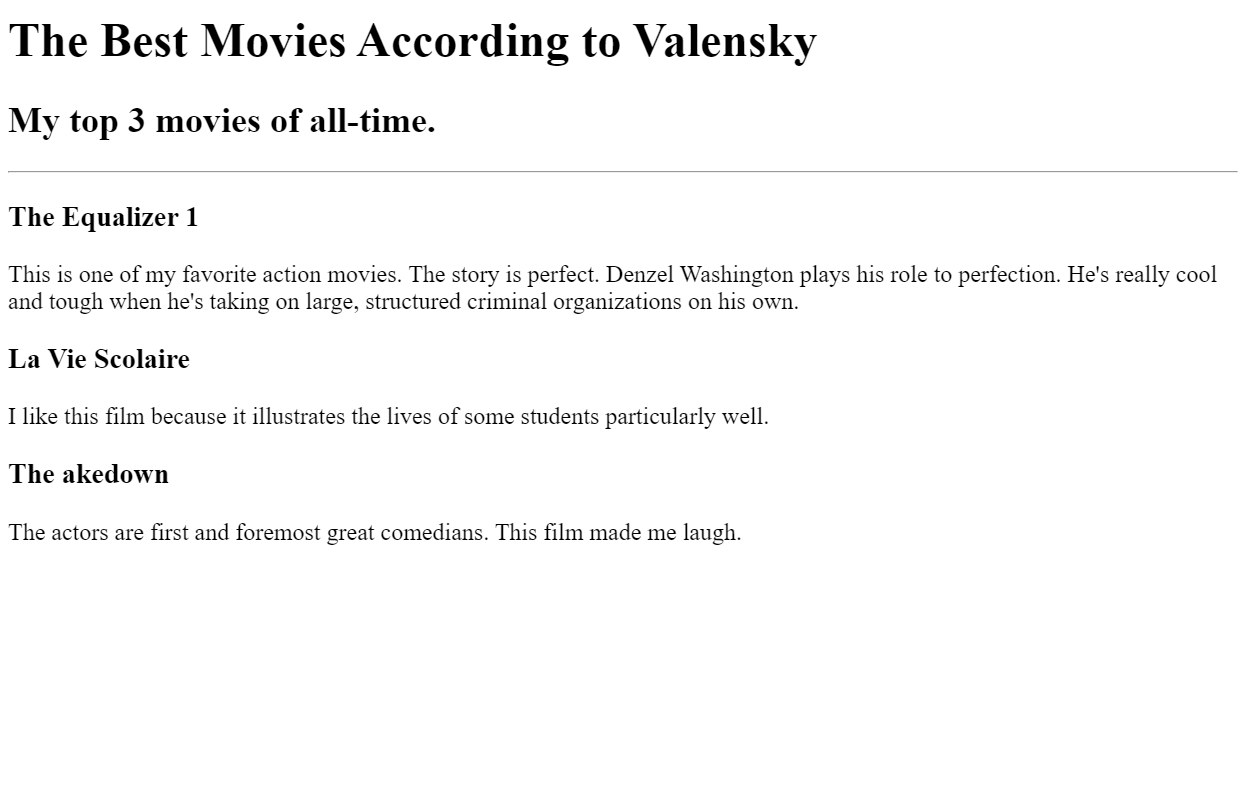 The Best Movies According to Valensky
My top 3 movies of all-time.
The Equalizer 1
This is one of my favorite action movies. The story is perfect. Denzel Washington plays his role to perfection. He's really cool
and tough when he's taking on large, structured criminal organizations on his own.
La Vie Scolaire
I like this film because it illustrates the lives of some students particularly well.
The akedown
The actors are first and foremost great comedians. This film made me laugh.